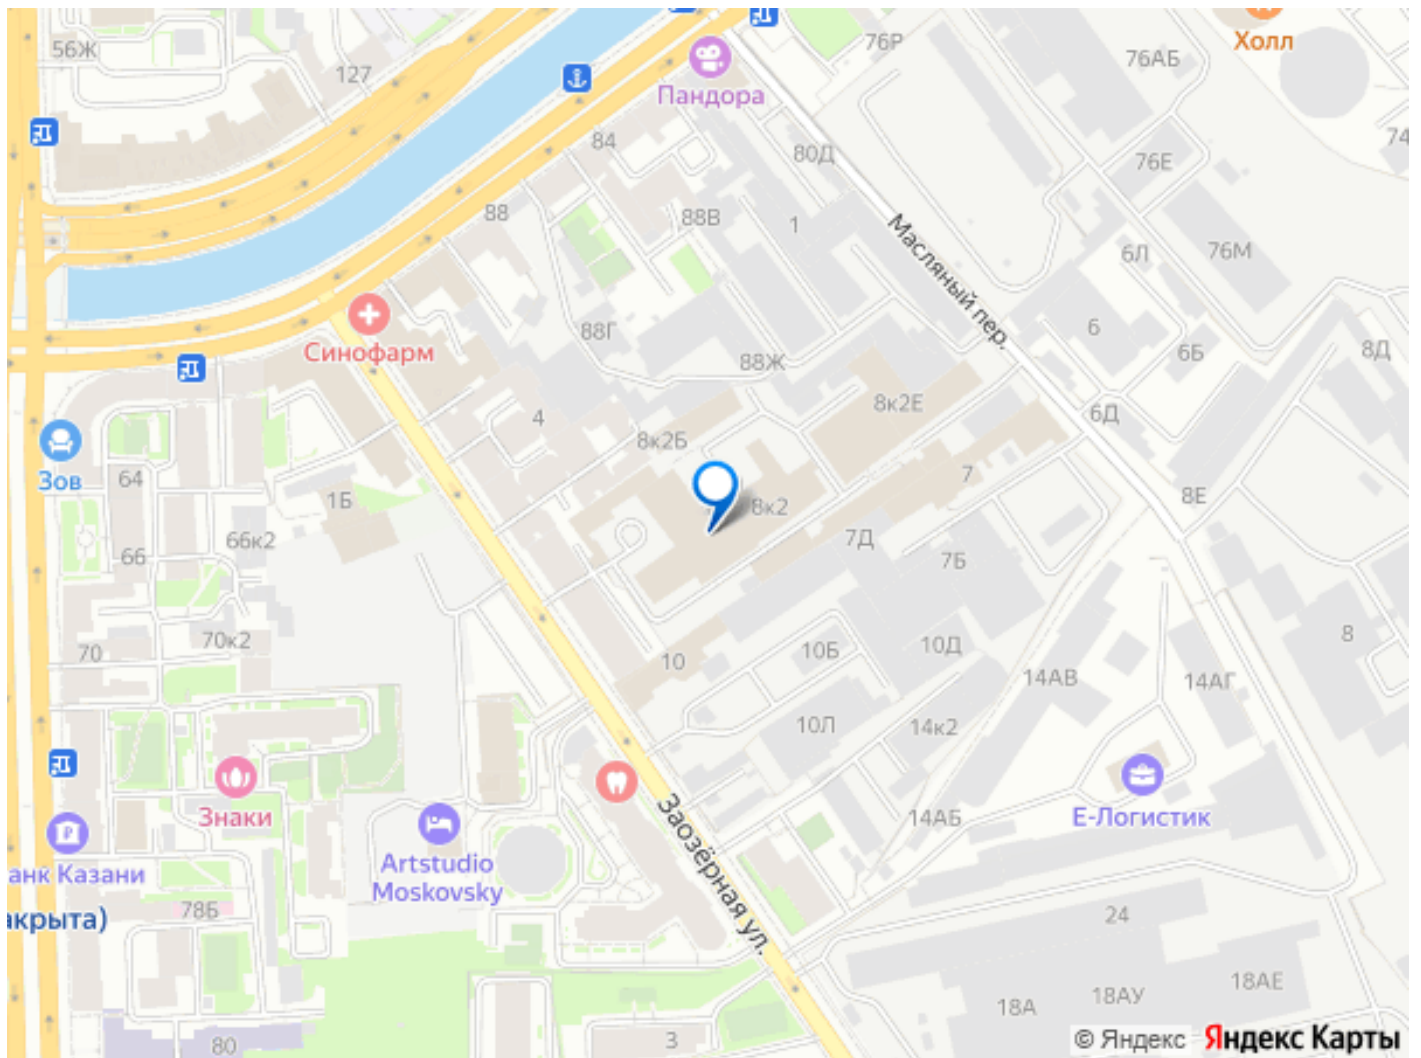 Холл
76Р
76АБ
56Ж
127
Пандора
84
80Д
76Е
74
88
88В
1
Масляный пер.
6Л
76М
Синофарм
88Г
88Ж
6
6Б
8Д
4
8к2Е
6Д
8к2Б
7
Зов
64
1Б
8к2
8Е
66к2
7Д
7Б
66
70к2
70
10
10Б
10Д
8
14АВ
14АГ
10Л
14к2
Знаки
Заозёрная ул.
Е-Логистик
14АБ
Artstudio
Moskovsky
анк Казани
78Б
акрыта)
24
18А
18АУ
18АЕ
80
3
© Яндекс Яндекс Карты